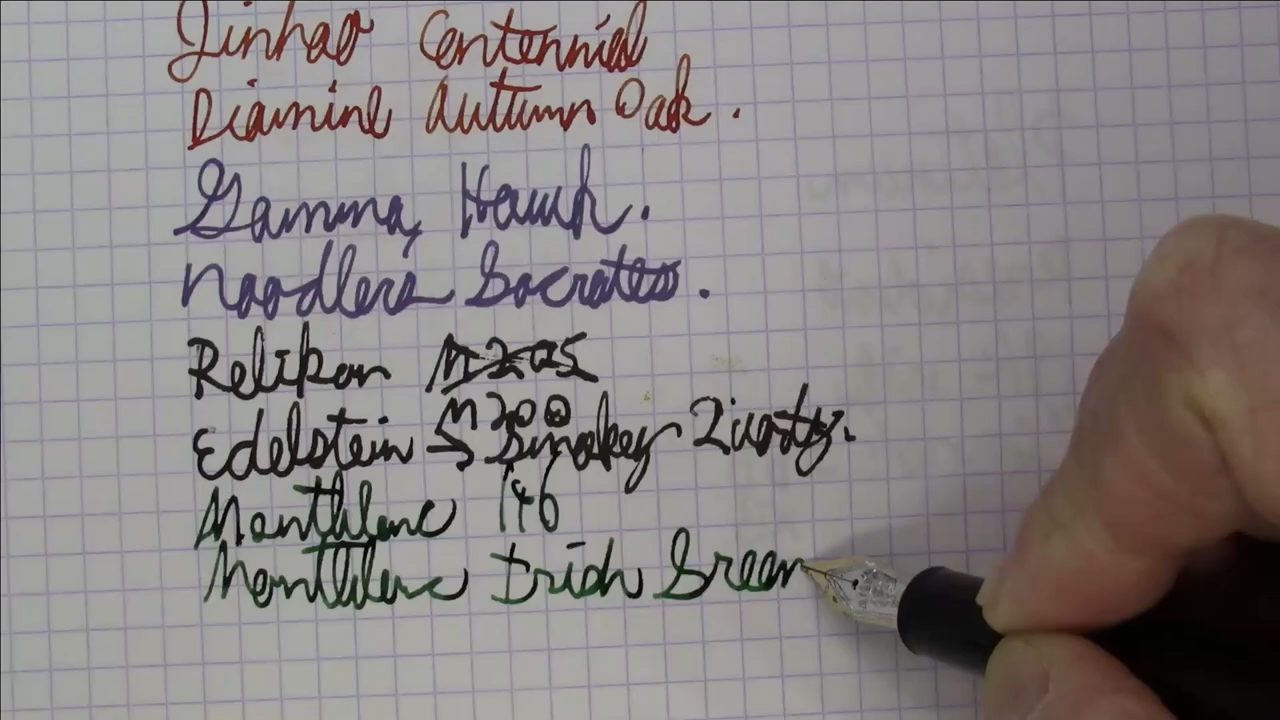 Jinhao Centennial
Diamine Autumn Oak.
Gamma, Hawk.
Noodler's Socrates.
Pelikan M205
M200
Edelstein Smokey Quartz.
Montblanc 146
Montblanc Irish Green